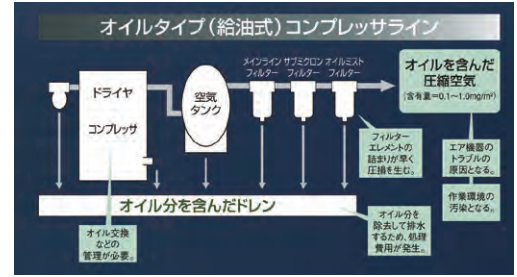 オイルタイプ(給油式)コンプレッサライン
メインライン
フィルター
サブミクロン
フィルター
オイルミスト
フィルター
オイルを含んだ
圧縮空気
(含有量=0.1~1.0mg/m³)
ドライヤ
コンプレッサ
空気
タンク
フィルター
エレメントの
詰まりが早く
圧損を生む。
エア機器の
トラブルの
原因となる。
作業環境の
汚染となる。
オイル分を含んだドレン
オイル交換
などの
管理が必要。
オイル分を
除去して排水
するため、処理
費用が発生。